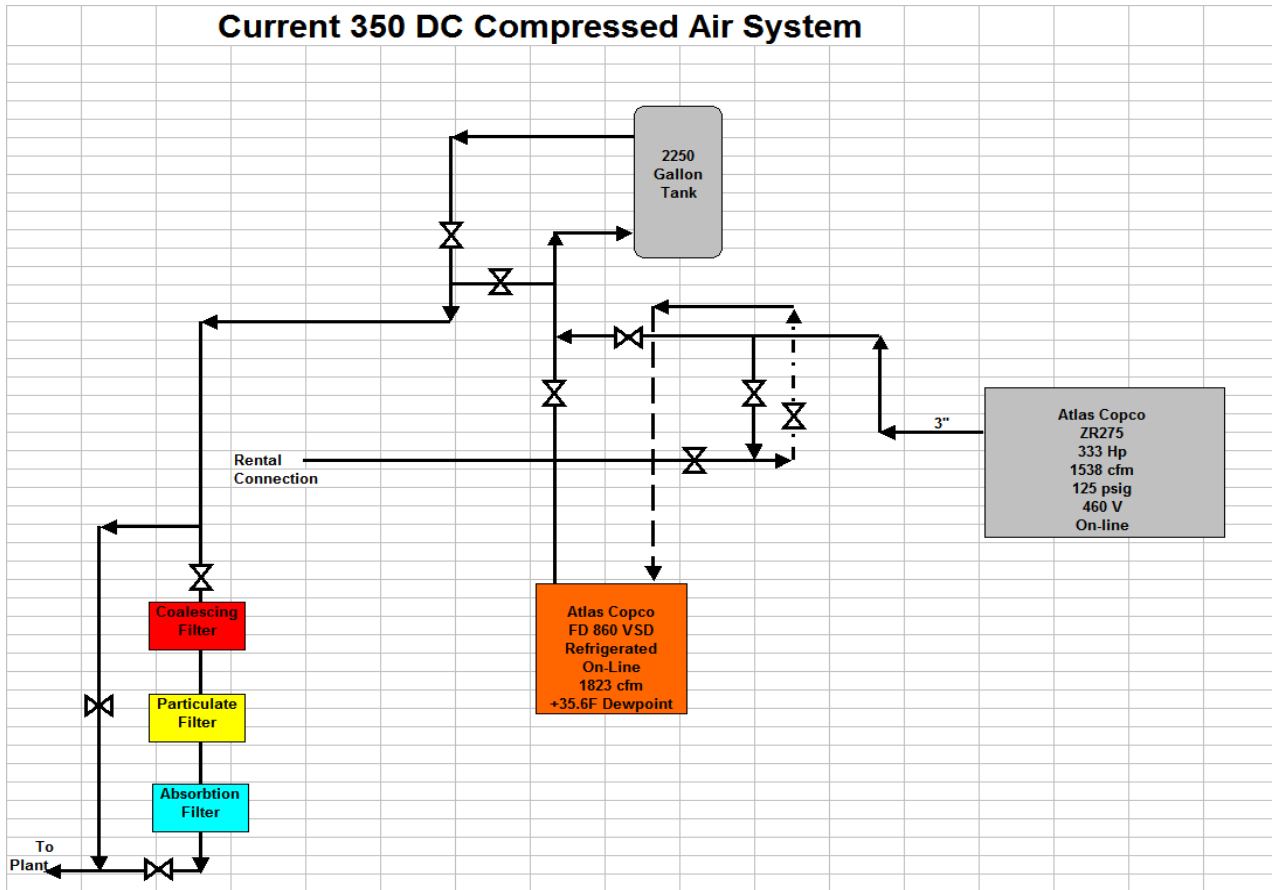 Current 350 DC Compressed Air System
2250
Gallon
Tank
3"
Atlas Copco
ZR275
333 Hp
1538 cfm
125 psig
460 V
On-line
Rental
Connection
Atlas Copco
FD 860 VSD
Refrigerated
On-Line
1823 cfm
+35.6F Dewpoint
Coalescing
Filter
Particulate
Filter
Absorbtion
Filter
To
Plant